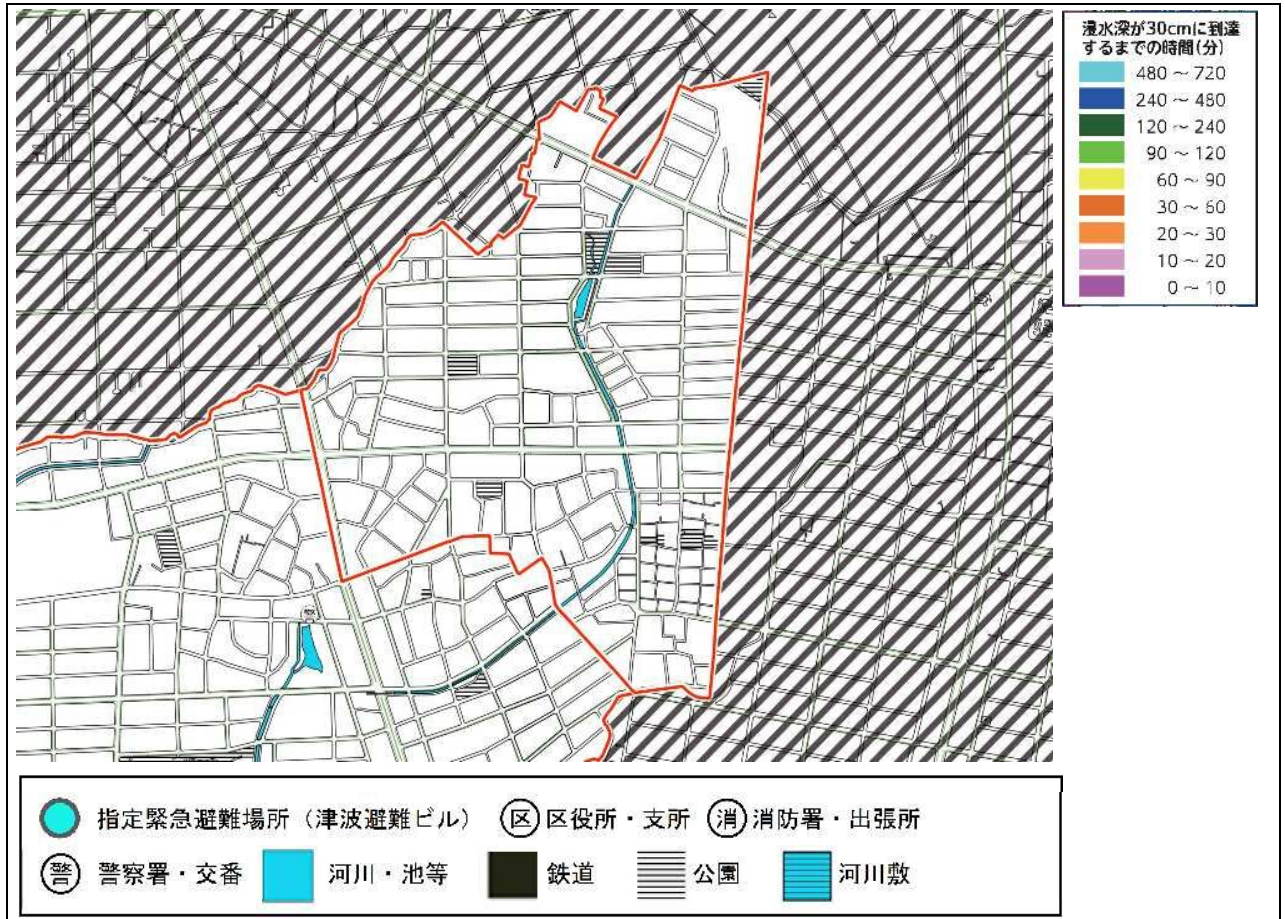 浸水深が30cmに到達
するまでの時間(分)
480～720
240～480
120～240
90～120
60～90
30～60
20～30
10～20
0～10
警
指定緊急避難場所（津波避難ビル） 区 区役所・支所 消 消防署・出張所
警 警察署・交番 河川・池等 鉄道 公園 河川敷